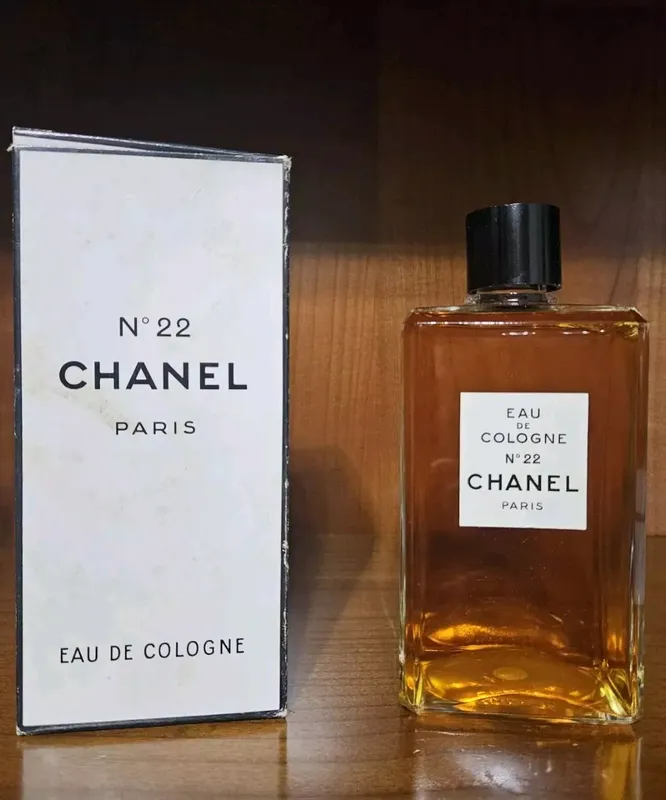 N° 22
CHANEL
PARIS
EAU DE COLOGNE
EAU
DE
COLOGNE
N° 22
CHANEL
PARIS